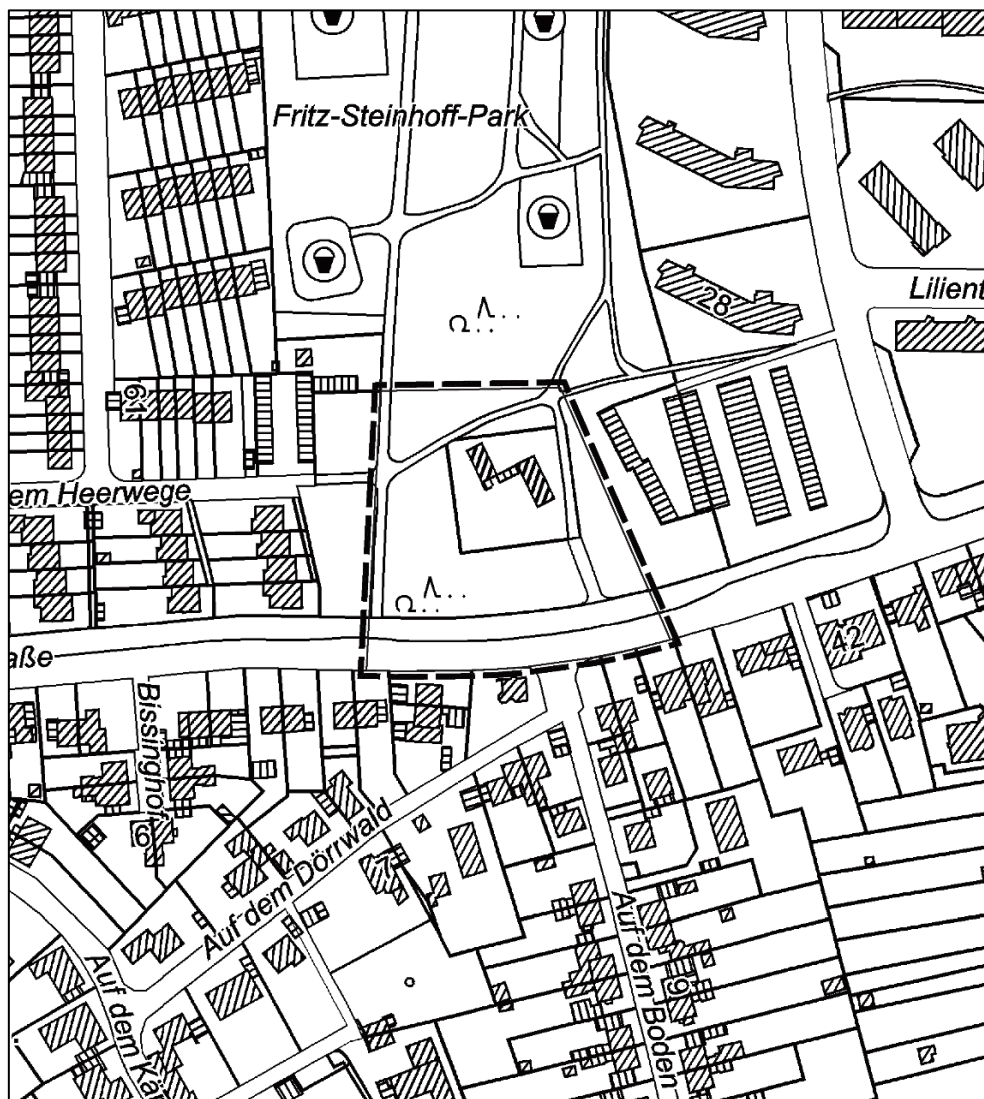 Fritz-Steinhoff-Park
28
Lilient
61
em Heerwege
aße
42
Bissinghof
6
Auf dem Dörrwald
7
Auf dem Boden
19
Auf dem Kär